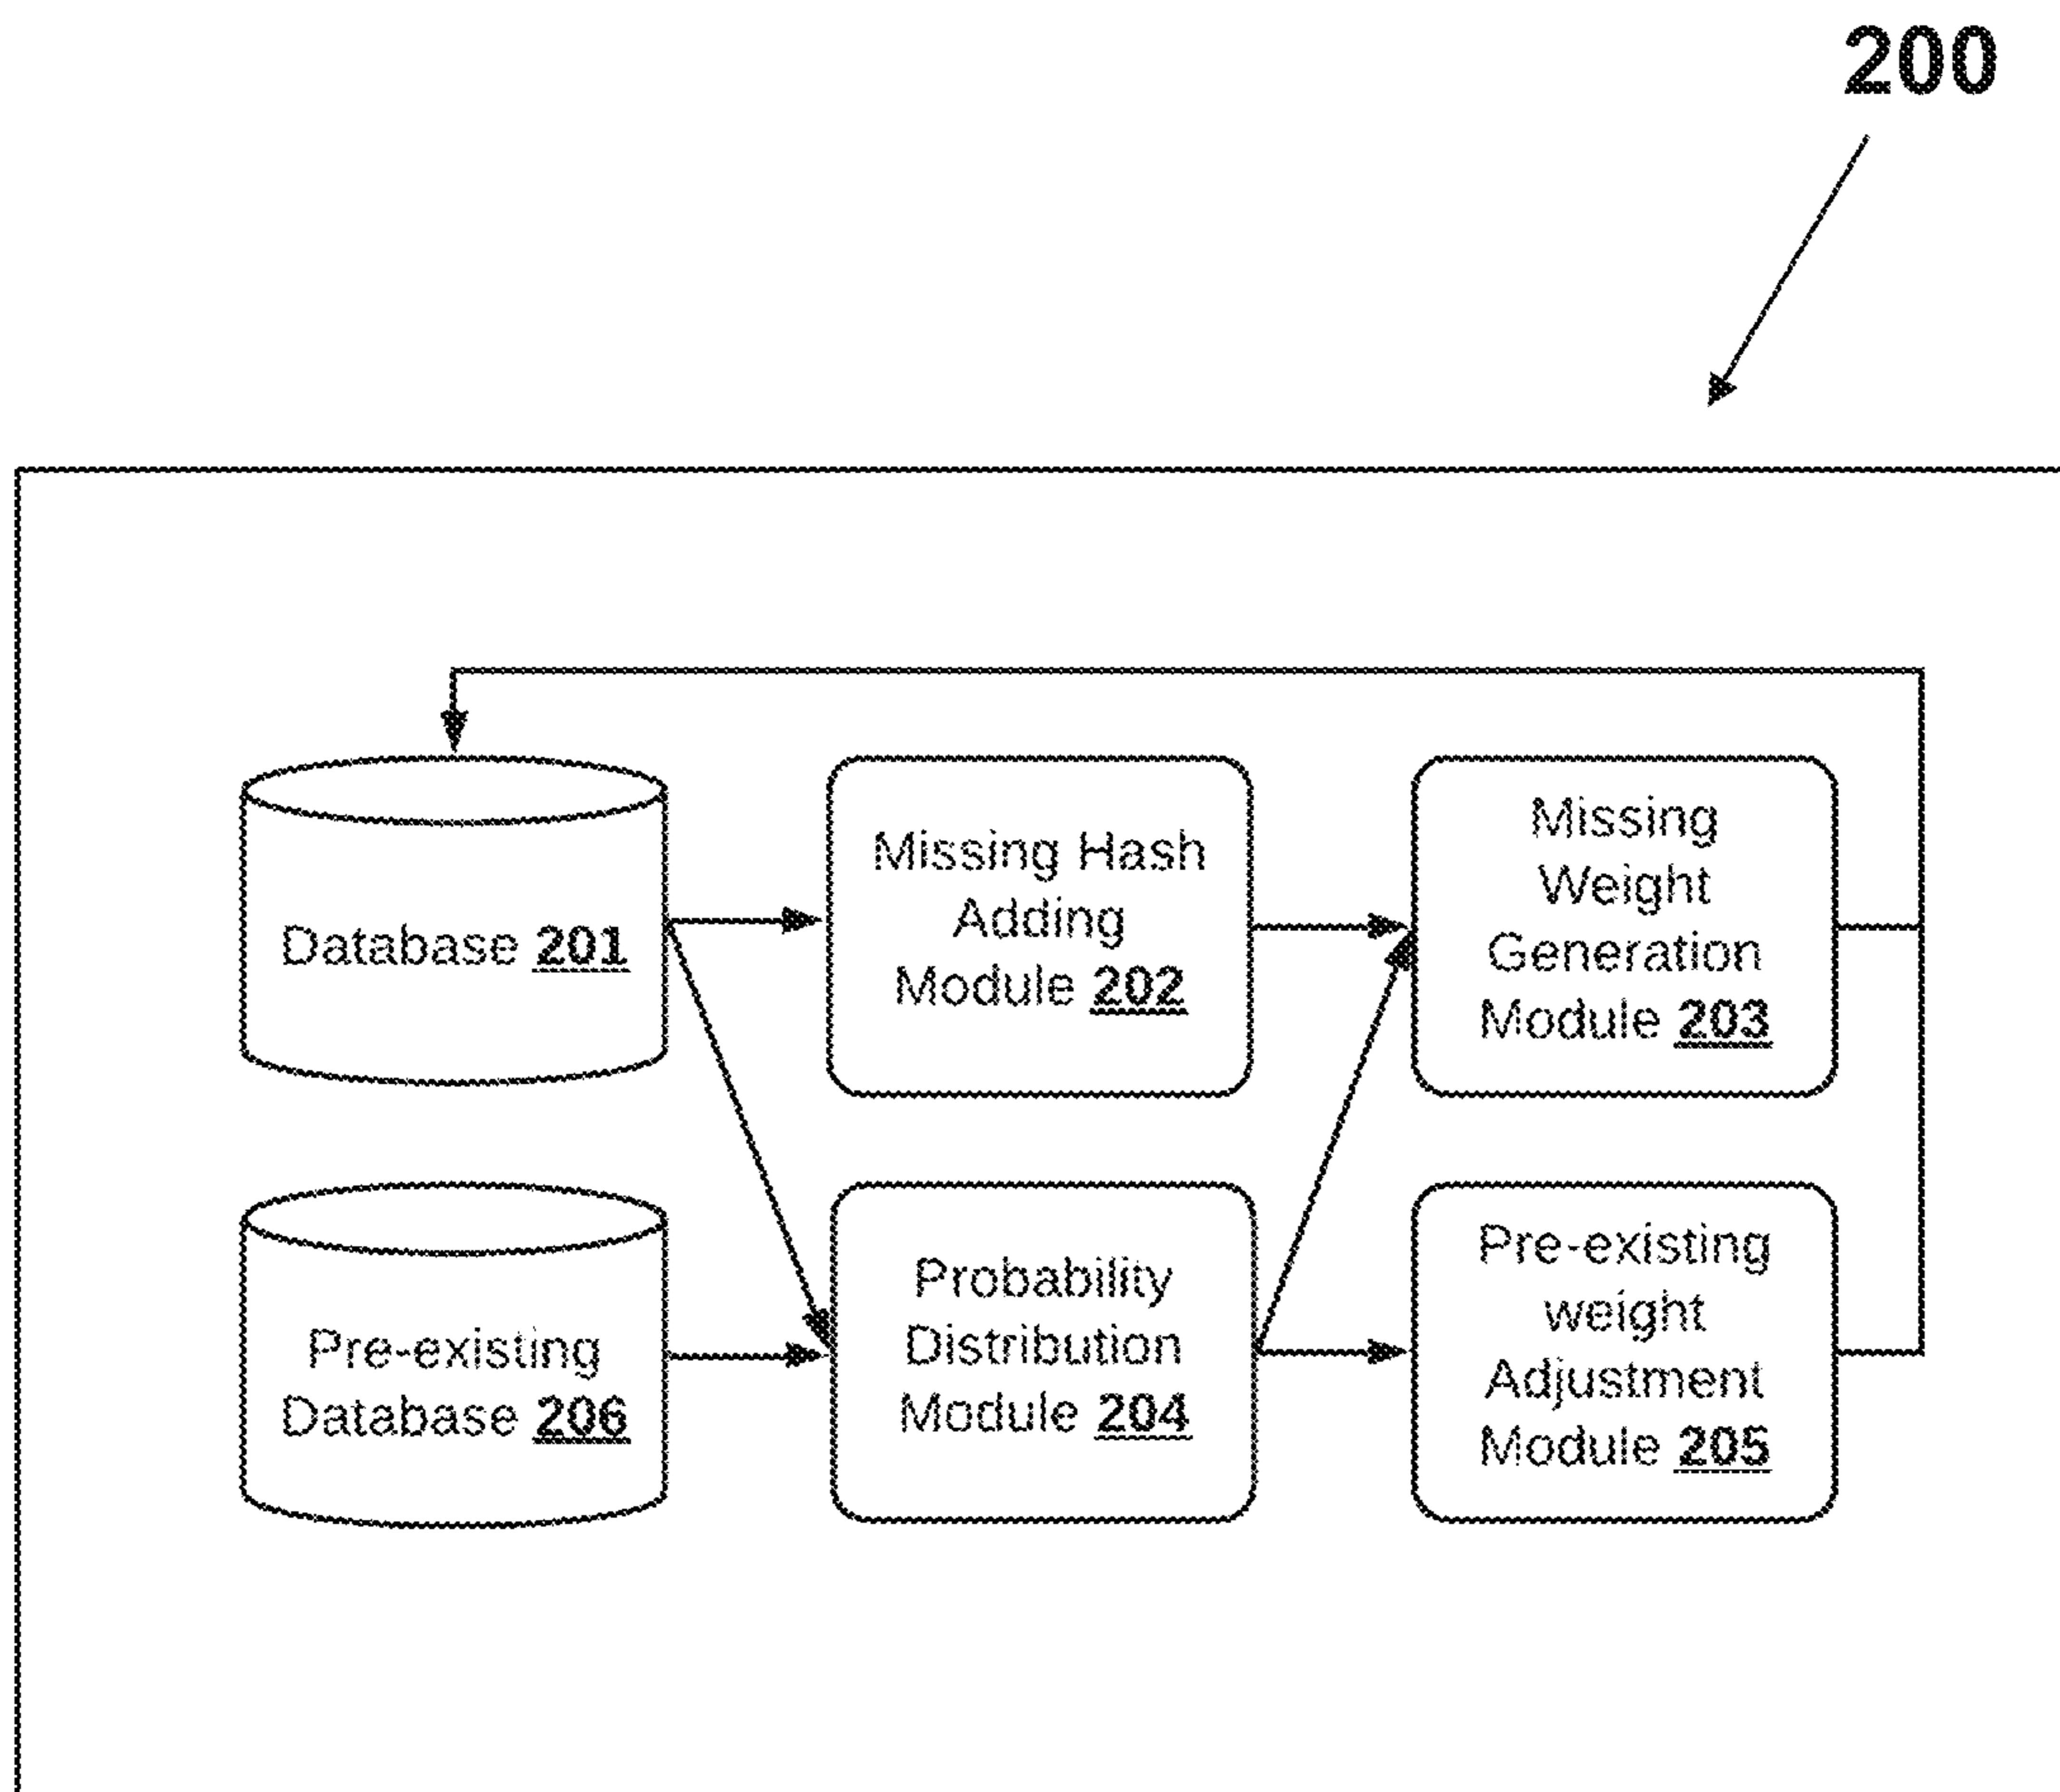 200
Database 201
Missing Hash
Adding
Module 202
Missing
Weight
Generation
Module 203
Pre-existing
Database 206
Probability
Distribution
Module 204
Pre-existing
weight
Adjustment
Module 205